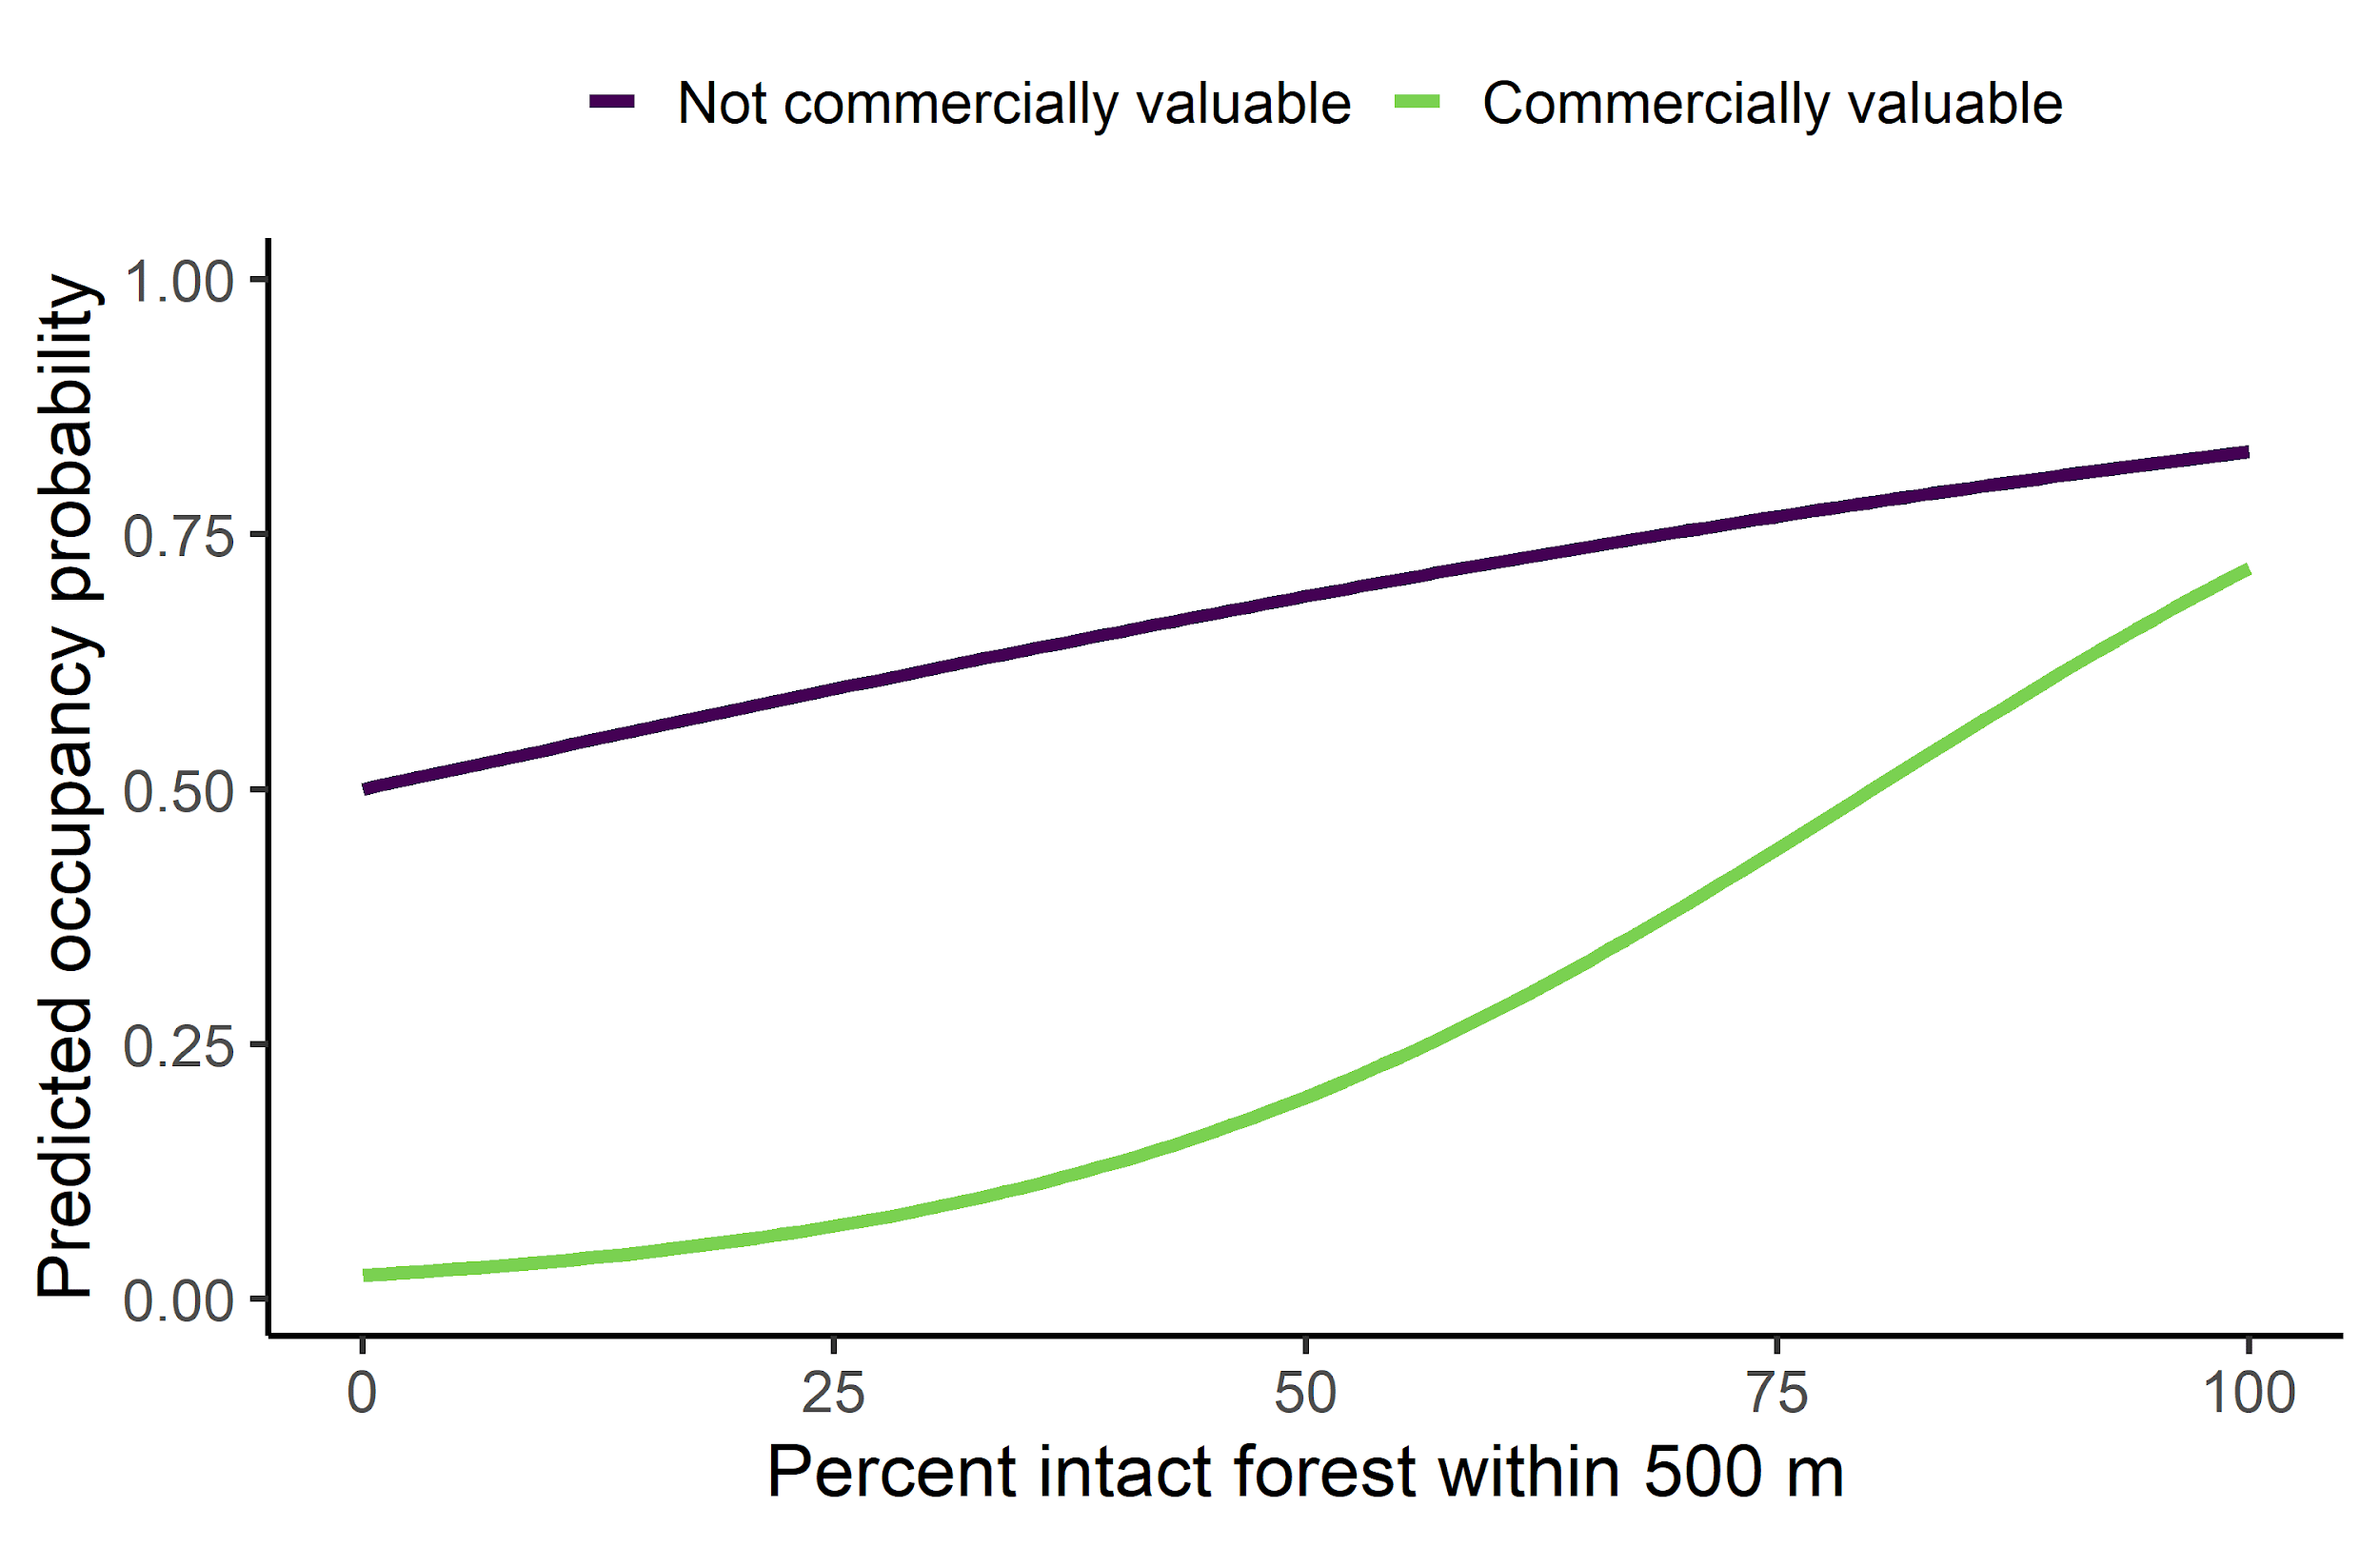 Not commercially valuable
Commercially valuable
Predicted occupancy probability
1.00
0.75
0.50
0.25
0.00
0
25
50
75
100
Percent intact forest within 500 m